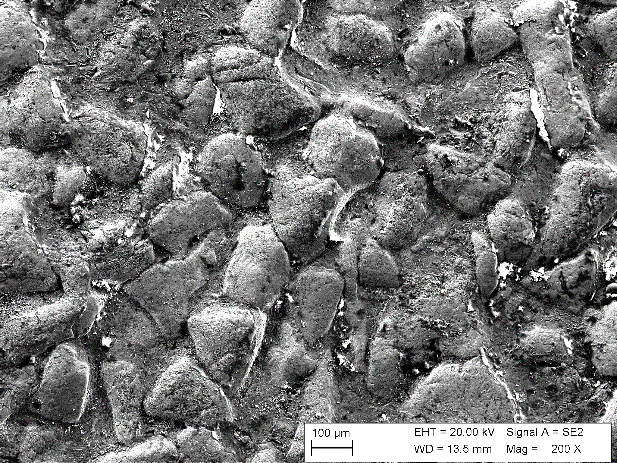 100 µm
EHT = 20.00 kV Signal A = SE2
WD = 13.5 mm Mag = 200 X